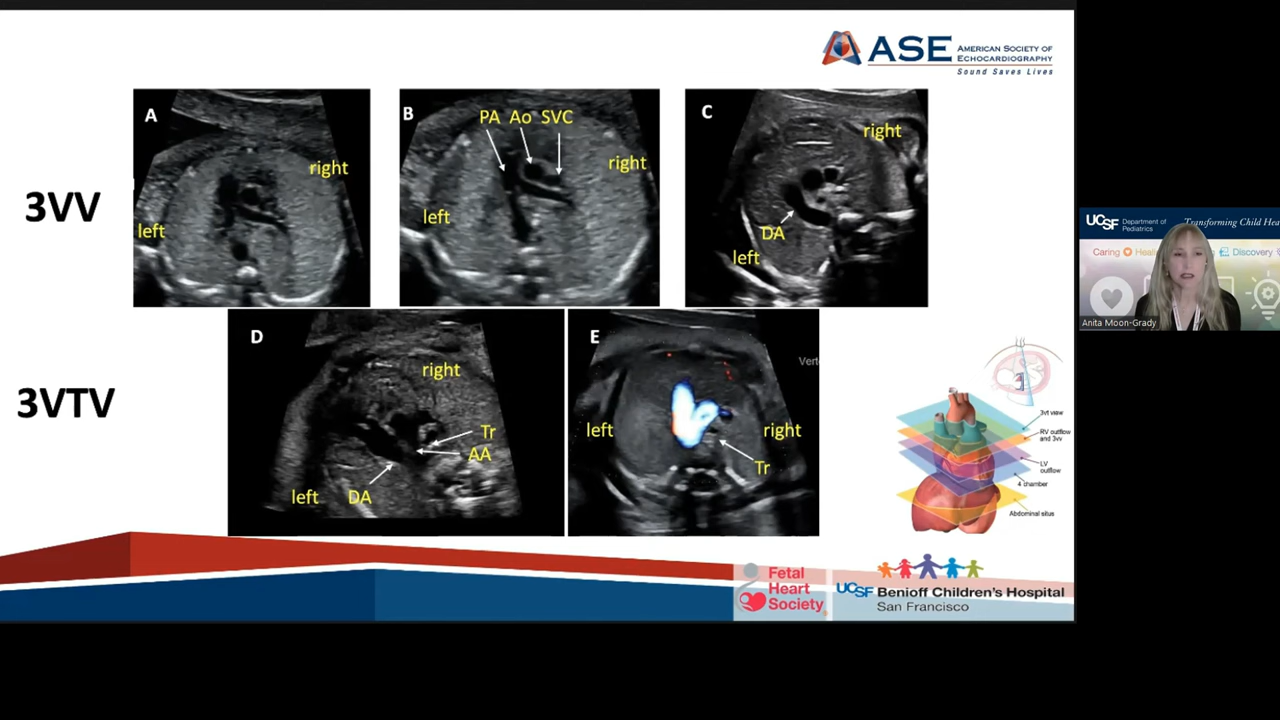 ASE AMERICAN SOCIETY OF
ECHOCARDIOGRAPHY
Sound Saves Lives
3VV
A
right
left
B
PA Ao SVC
right
left
C
right
DA
left
3VTV
D
right
Tr
AA
left
DA
E
left
right
Tr
3vt view
RV outflow
and 3vv
LV
outflow
4 chamber
Abdominal situs
Fetal
Heart
Society
UCSF Benioff Children's Hospital
San Francisco
UCSF Department of
Pediatrics
Transforming Child Hea
Caring
Discovery
Anita Moon-Grady